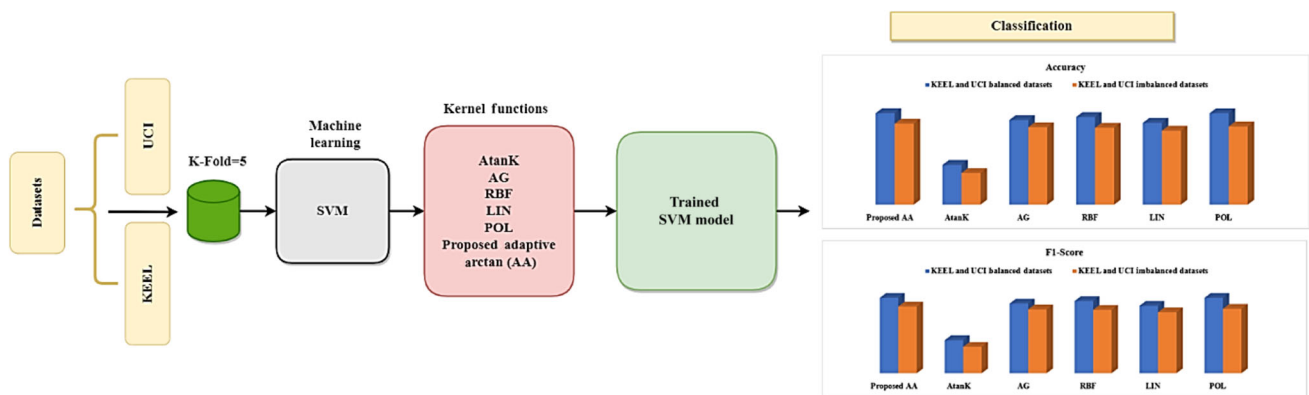 Datasets
UCI
KEEL
K-Fold=5
Machine
learning
SVM
Kernel functions
AtanK
AG
RBF
LIN
POL
Proposed adaptive
arctan (AA)
Trained
SVM model
Classification
Accuracy
KEEL and UCI balanced datasets KEEL and UCI imbalanced datasets
Proposed AA AtanK AG RBF LIN POL
F1-Score
KEEL and UCI balanced datasets KEEL and UCI imbalanced datasets
Proposed AA AtanK AG RBF LIN POL